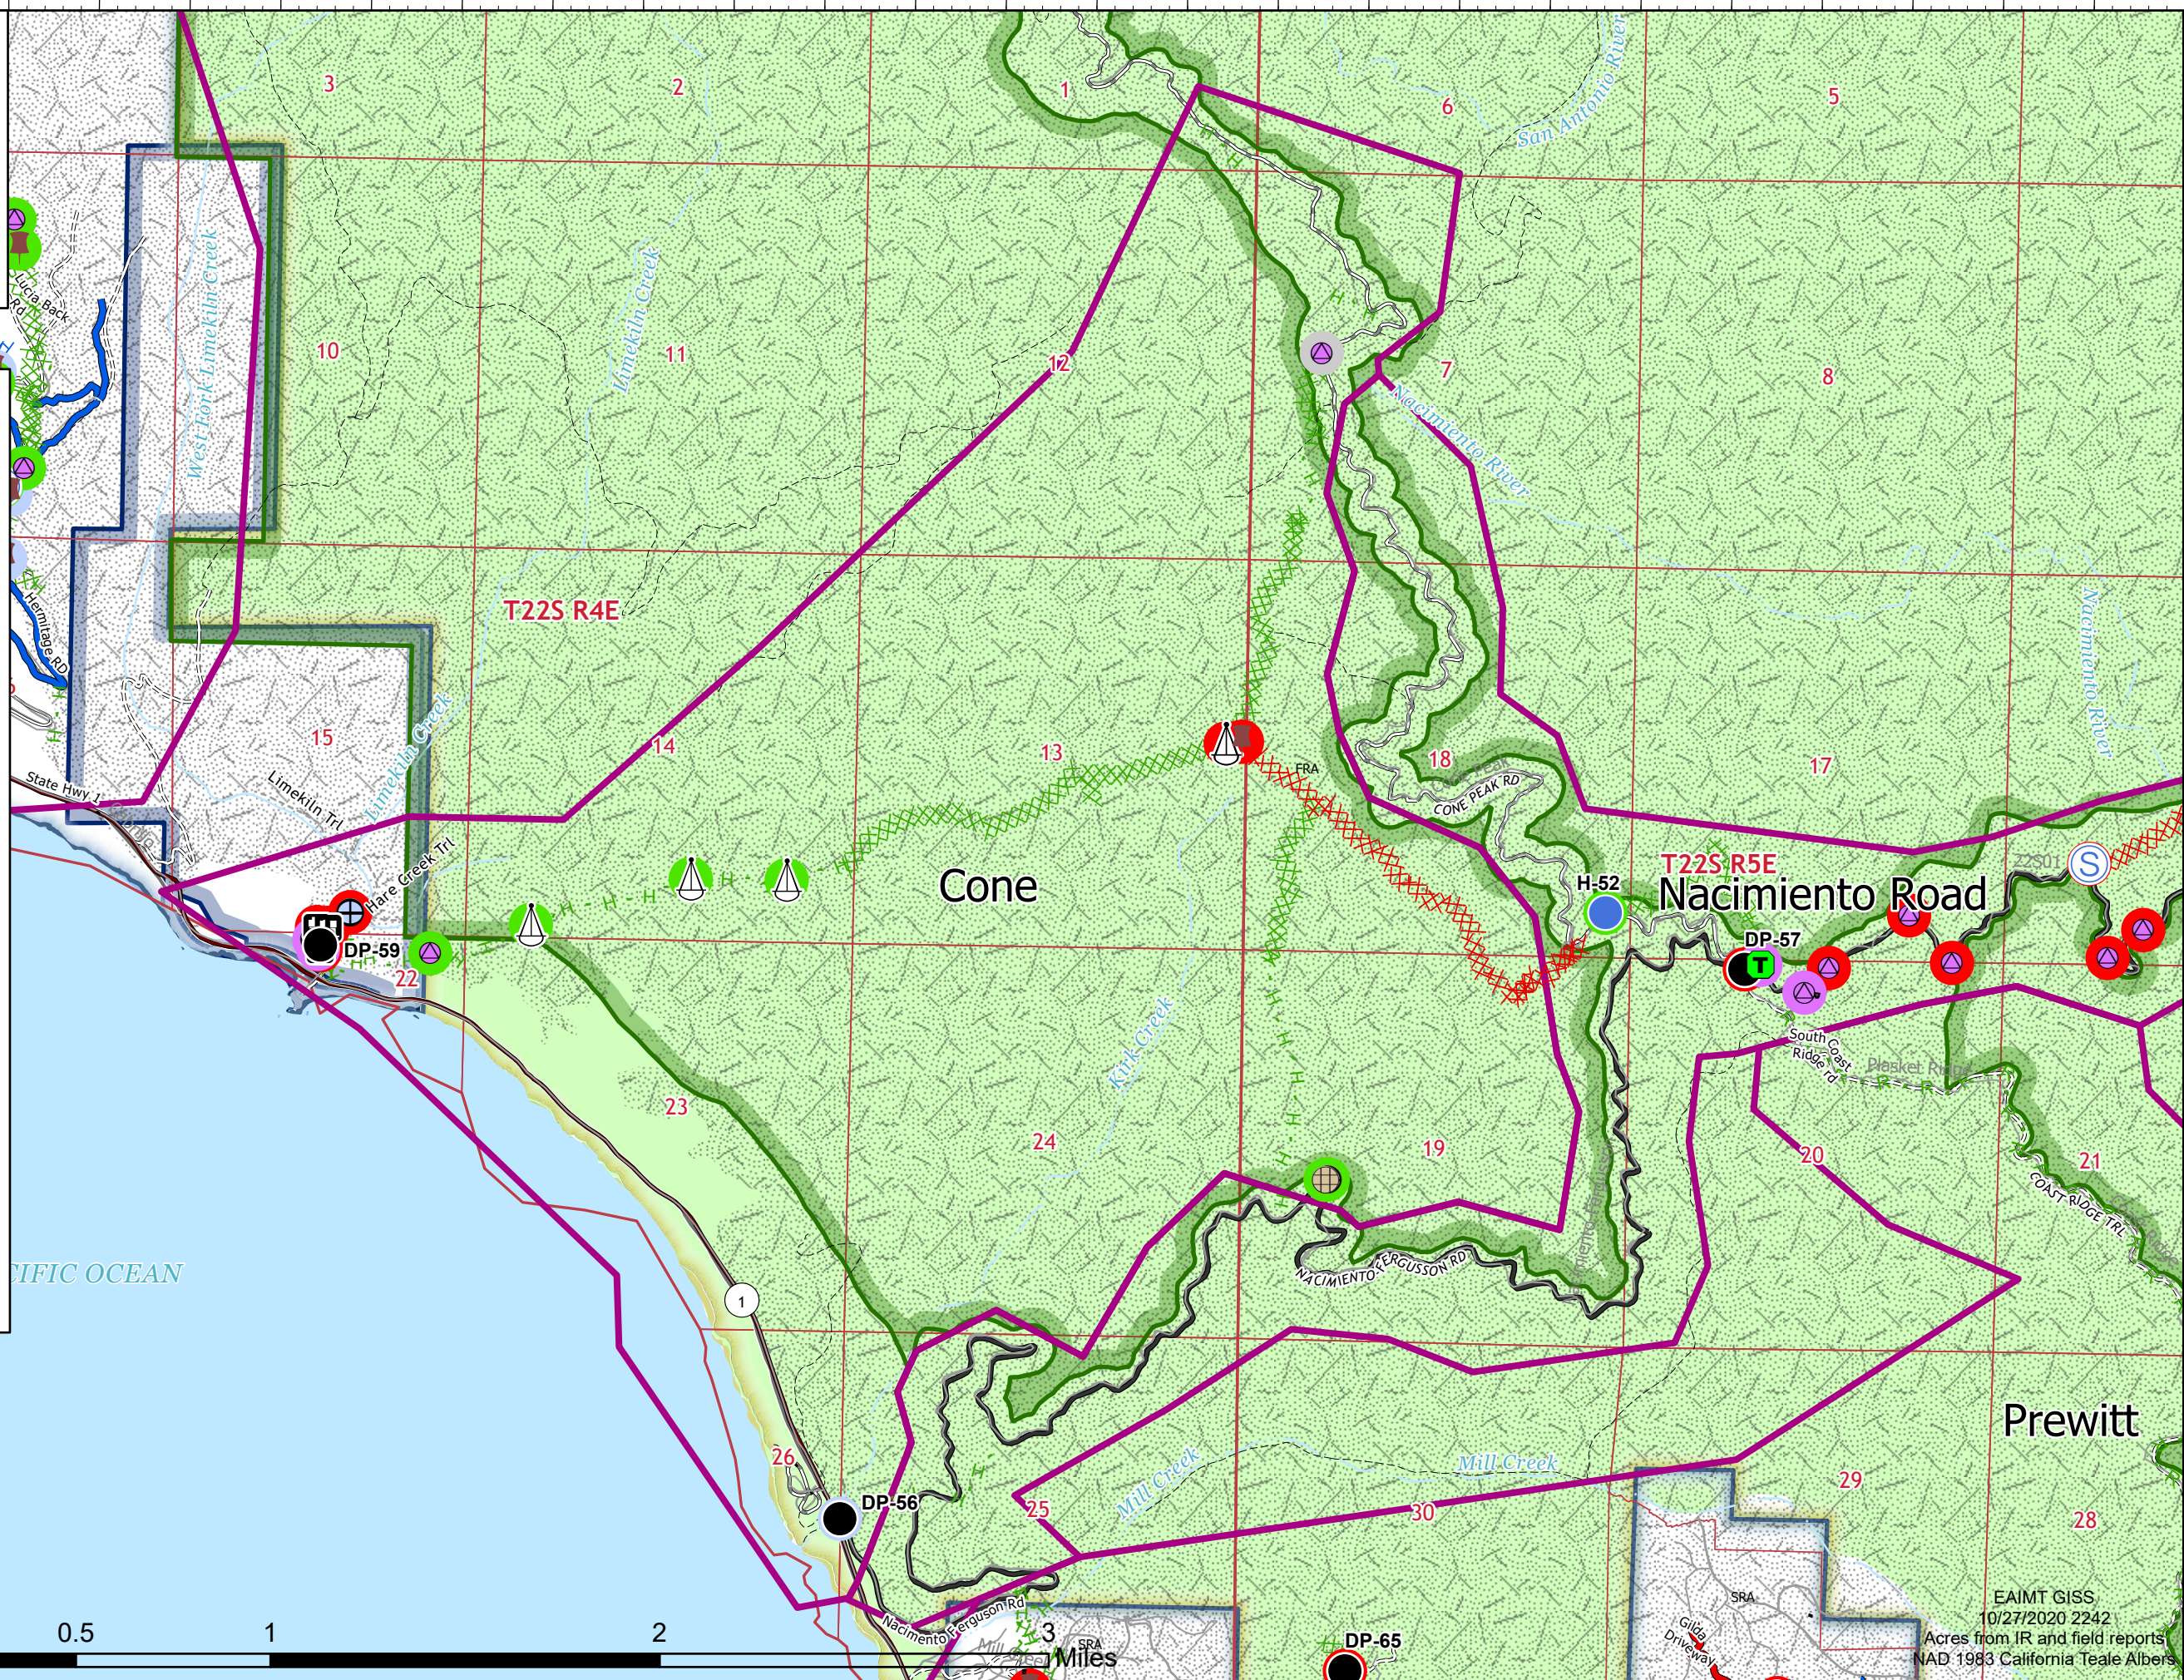 3
2
1
6
5
San Antonio River
Lucia Back
Rd
West Fork Limekiln Creek
Limekiln Creek
10
11
12
7
8
Nacimiento River
Nacimiento River
Hermitage RD
T22S R4E
15
14
13
18
17
FRA
CONE PEAK RD
State Hwy 1
Limekiln Trl
Limekiln Creek
Hare Creek Trl
Cone
T22S R5E
22S01
S
H-52
Nacimiento Road
DP-59
DP-57
T
22
South Coast
Ridge rd
Plasket Ridge
R
R
R
Kirk Creek
23
24
19
20
21
COAST RIDGE TRL
CIFIC OCEAN
NACIMIENTO FERGUSSON RD
1
Prewitt
26
Mill Creek
Mill Creek
DP-56
25
30
29
28
SRA
Nacimento Ferguson Rd
Gilda
Driveway
SRA
DP-65
0.5
1
2
3
Miles
EAIMT GISS
10/27/2020 2242
Acres from IR and field reports
NAD 1983 California Teale Albers